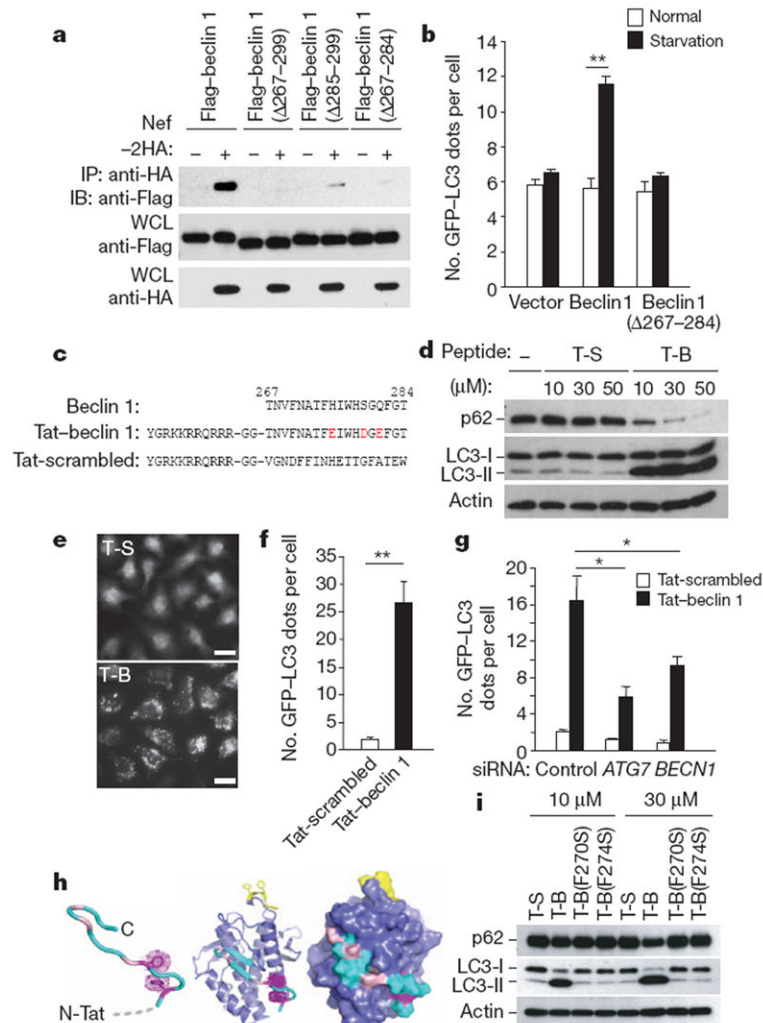 a
Flag–beclin 1
Flag–beclin 1
(Δ267–299)
Flag–beclin 1
(Δ285–299)
Flag–beclin 1
(Δ267–284)
Nef
–2HA: – + – + – + – +
IP: anti-HA
IB: anti-Flag
WCL
anti-Flag
WCL
anti-HA
b
Normal
Starvation
**
No. GFP–LC3 dots per cell
14
12
10
8
6
4
2
0
Vector Beclin 1 Beclin 1
(Δ267–284)
c
267 284
Beclin 1: TNVFNATFHIWHSGQFGT
Tat–beclin 1: YGRKKRRQRRR-GG-TNVFNATFEIWHDGEFGT
Tat-scrambled: YGRKKRRQRRR-GG-VGNDFFINHETTGFATEW
d Peptide: – T-S T-B
(μM): 10 30 50 10 30 50
p62
LC3-I
LC3-II
Actin
e
T-S
T-B
f
No. GFP–LC3 dots per cell
35
30
25
20
15
10
5
0
**
Tat-scrambled
Tat–beclin 1
g
No. GFP–LC3
dots per cell
20
16
12
8
4
0
*
*
Tat-scrambled
Tat–beclin 1
siRNA: Control ATG7 BECN1
h
C
N-Tat
i
10 μM 30 μM
T-S
T-B
T-B(F270S)
T-B(F274S)
T-S
T-B
T-B(F270S)
T-B(F274S)
p62
LC3-I
LC3-II
Actin